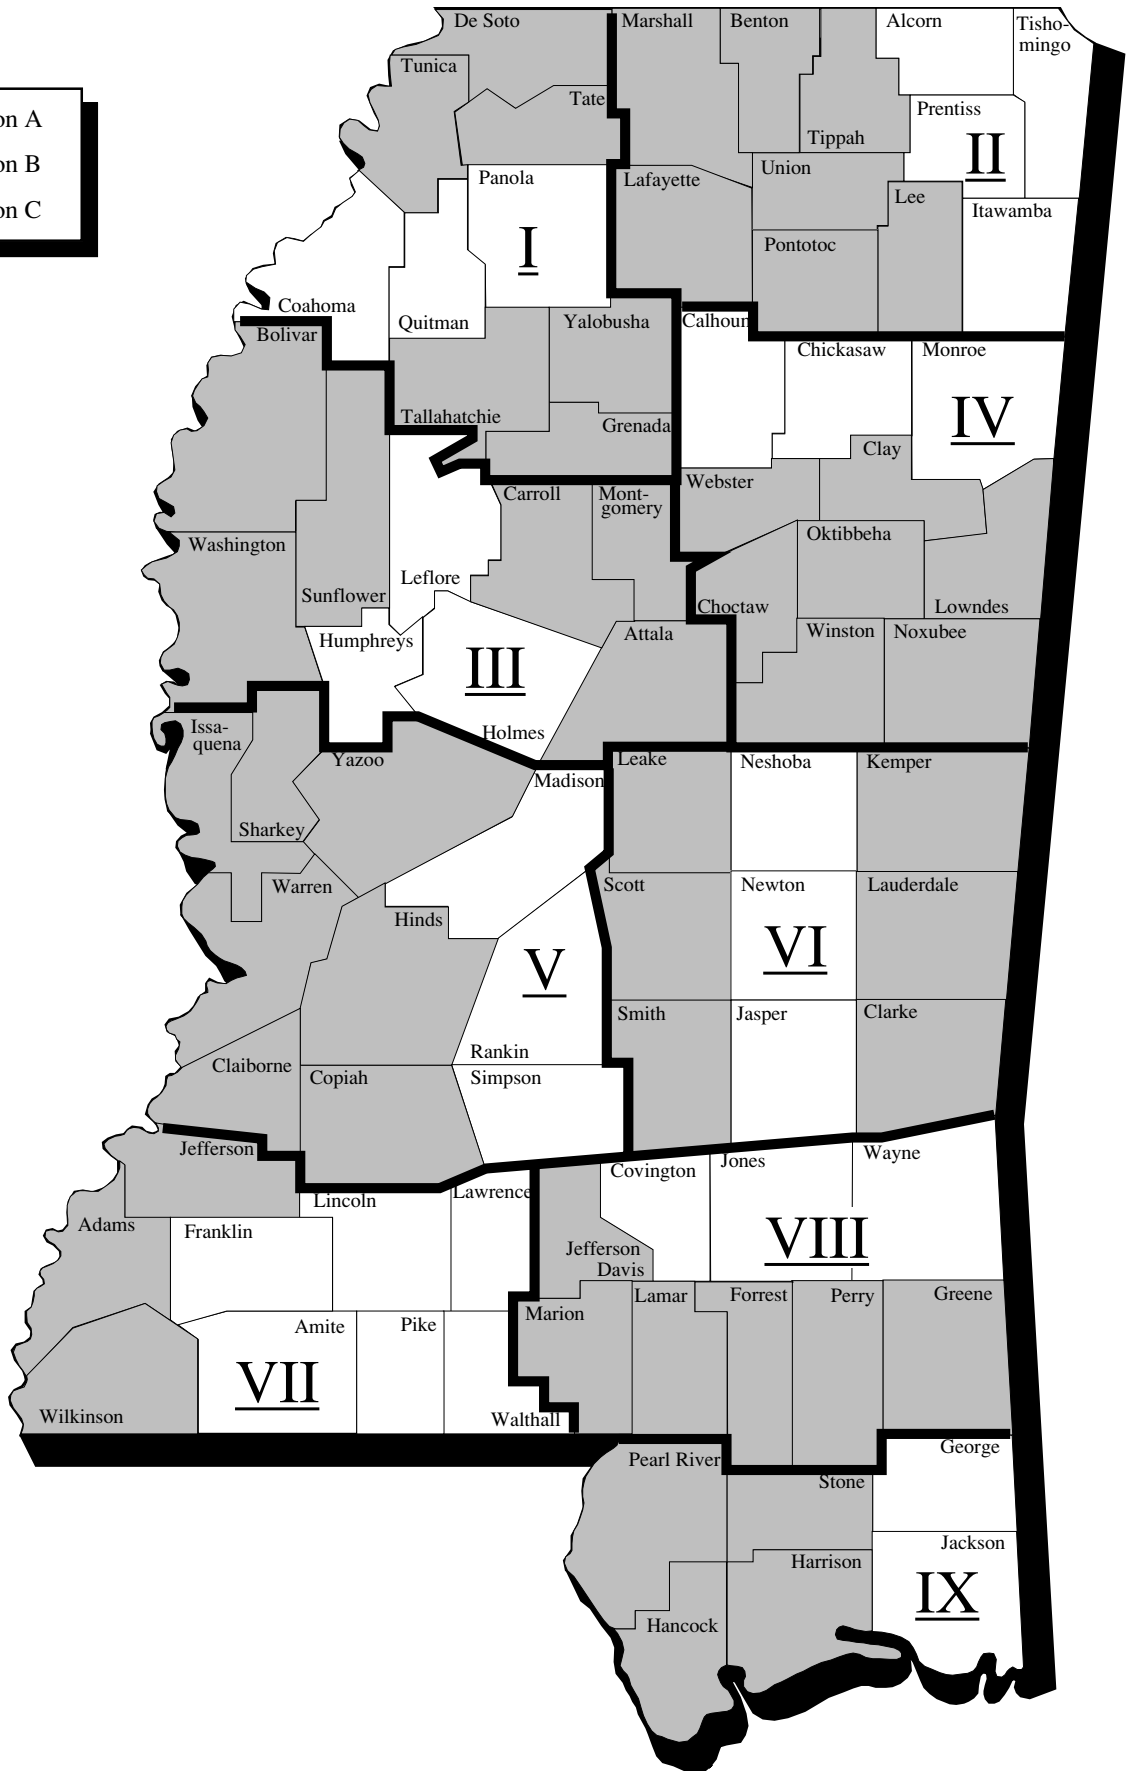 De Soto
Marshall
Benton
Alcorn
Tisho-
mingo
Tunica
Tate
on A
Prentiss
Tippah
II
on B
Union
Panola
Lafayette
Lee
on C
Itawamba
I
Pontotoc
Coahoma
Quitman
Yalobusha
Calhoun
Bolivar
Chickasaw
Monroe
Tallahatchie
Grenada
IV
Clay
Webster
Carroll
Mont-
gomery
Oktibbeha
Washington
Leflore
Sunflower
Choctaw
Lowndes
Humphreys
Attala
Winston
Noxubee
III
Issa-
quena
Holmes
Yazoo
Leake
Neshoba
Kemper
Madison
Sharkey
Warren
Scott
Newton
Lauderdale
Hinds
VI
V
Smith
Jasper
Clarke
Rankin
Claiborne
Copiah
Simpson
Jefferson
Wayne
Jones
Covington
Lawrence
Lincoln
Adams
Franklin
VIII
Jefferson
Davis
Lamar
Forrest
Perry
Greene
Marion
Amite
Pike
VII
Wilkinson
Walthall
George
Pearl River
Stone
Jackson
Harrison
IX
Hancock